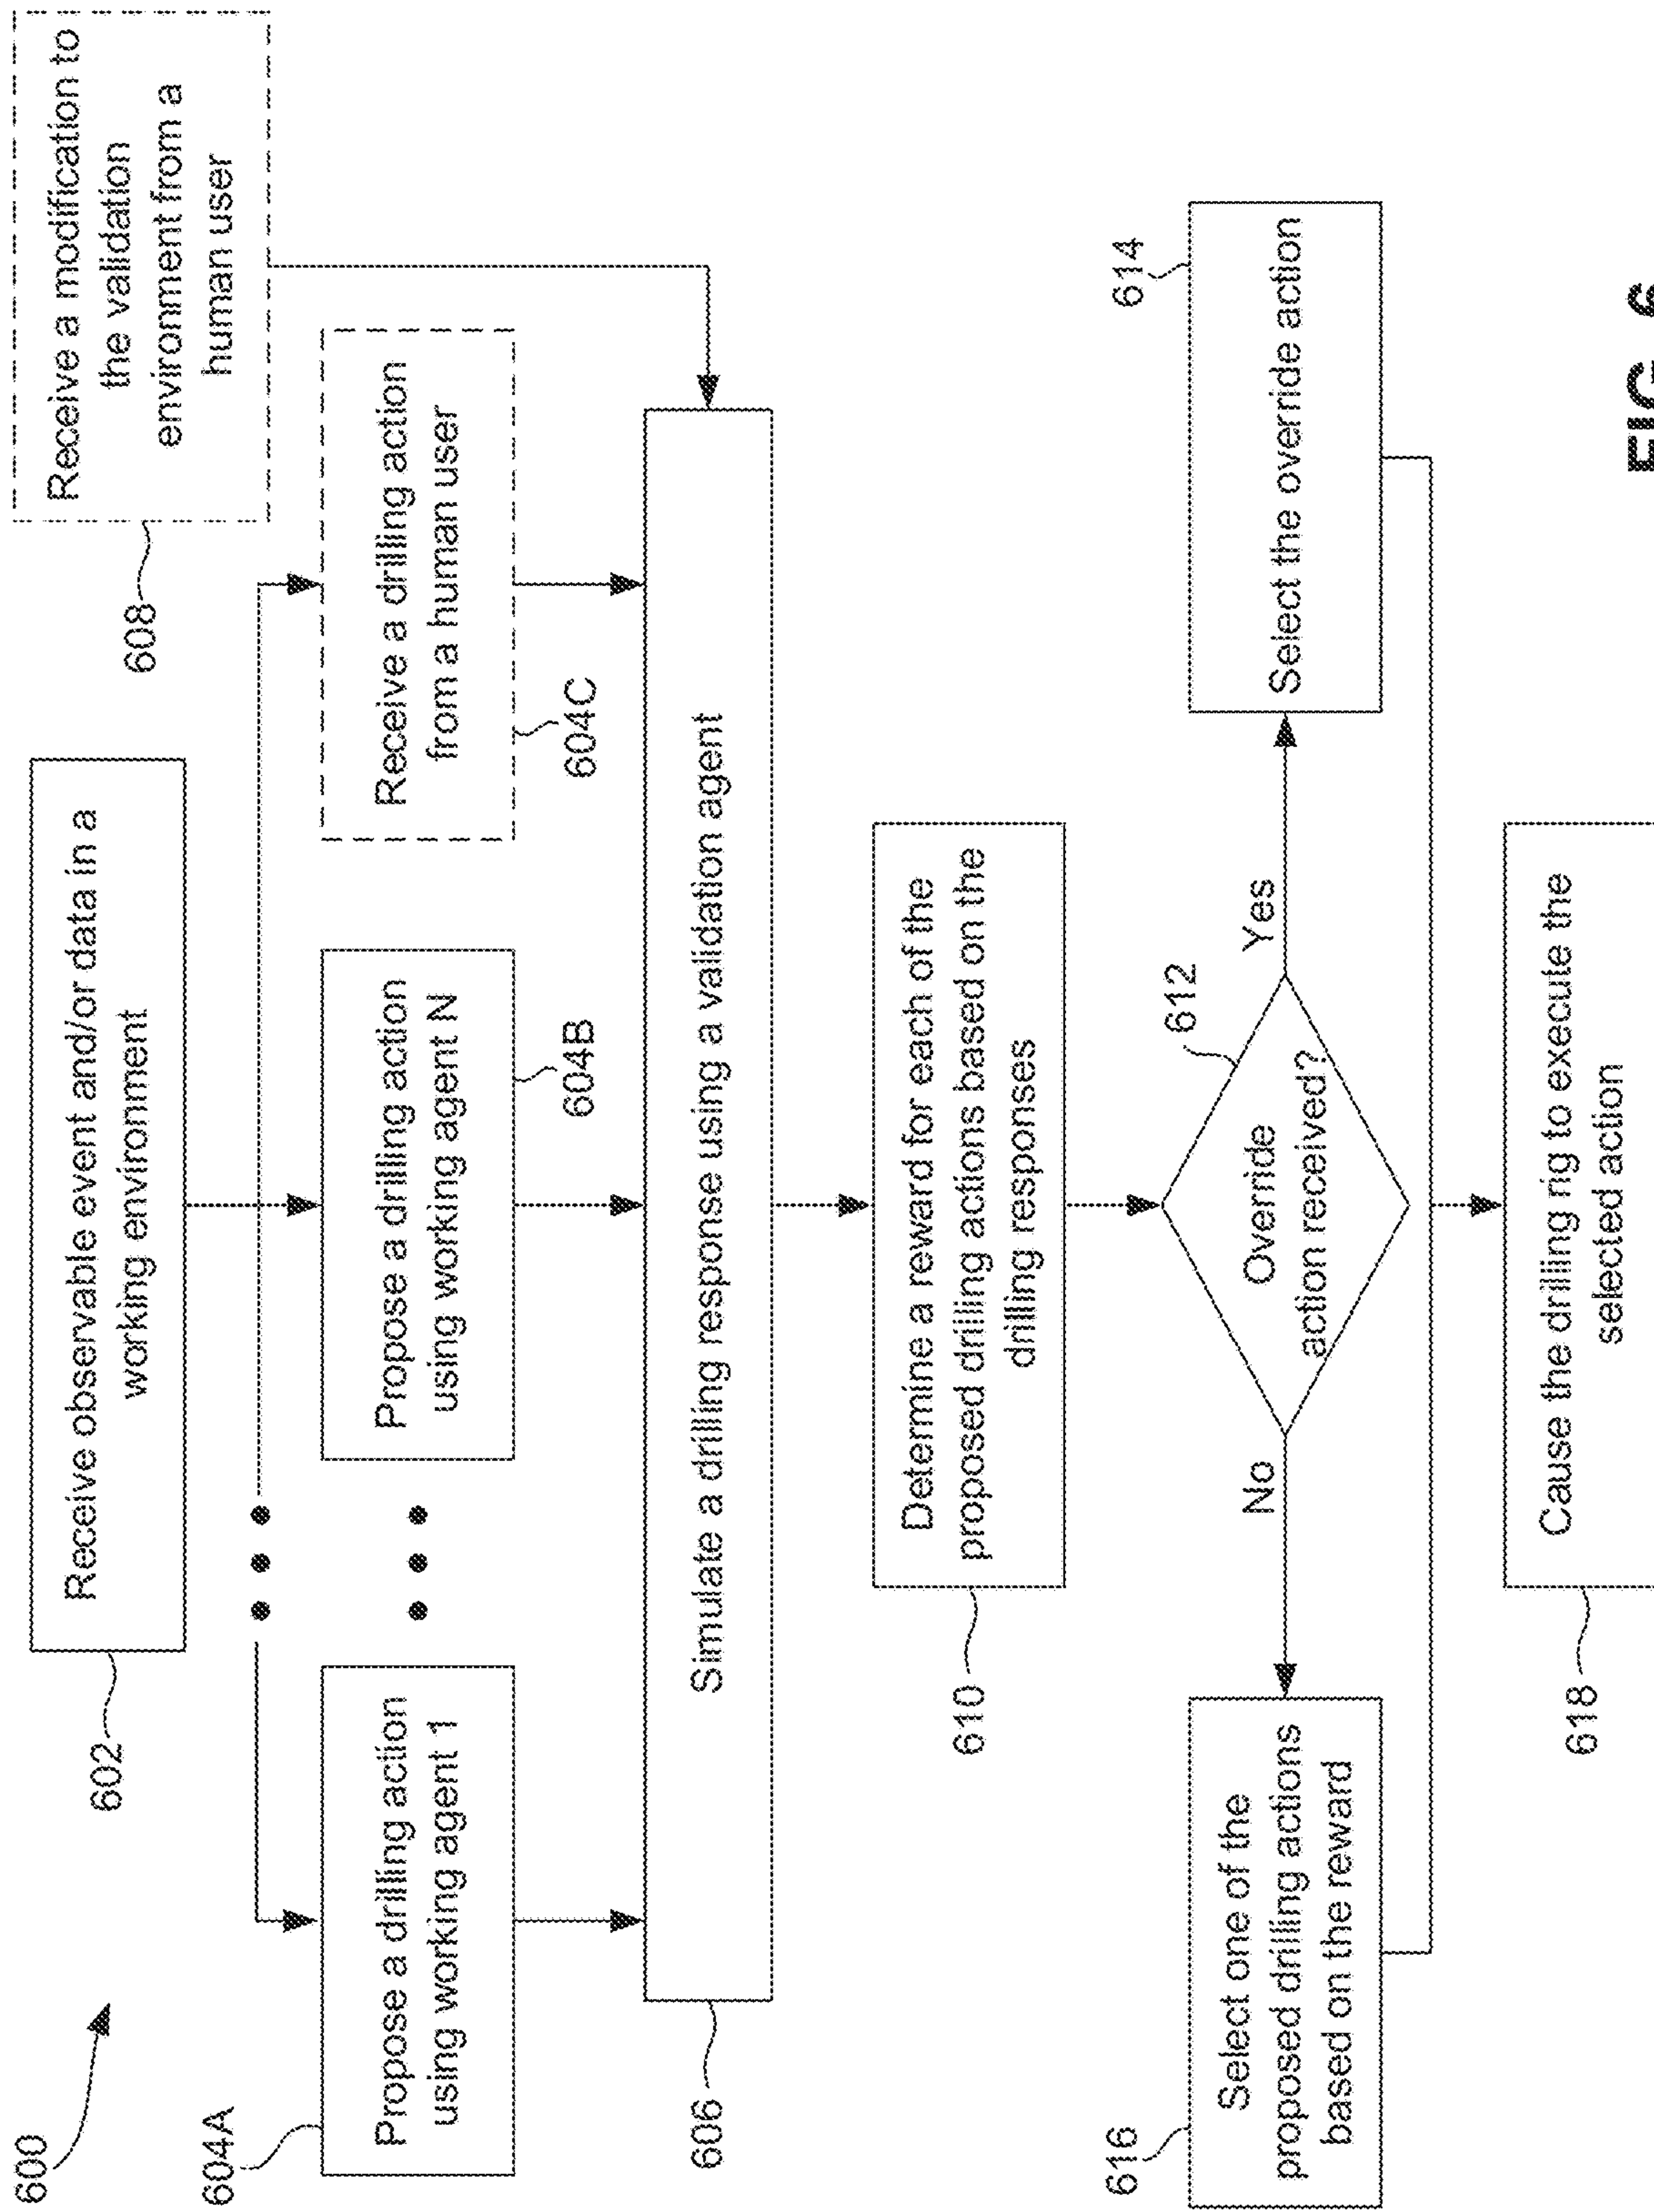 600
602
Receive observable event and/or data in a
working environment
608
Receive a modification to
the validation
environment from a
human user
604A
Propose a drilling action
using working agent 1
Propose a drilling action
using working agent N
604B
Receive a drilling action
from a human user
604C
606
Simulate a drilling response using a validation agent
610
Determine a reward for each of the
proposed drilling actions based on the
drilling responses
612
Override
action received?
No
Yes
616
Select one of the
proposed drilling actions
based on the reward
614
Select the override action
618
Cause the drilling rig to execute the
selected action
FIG. 6